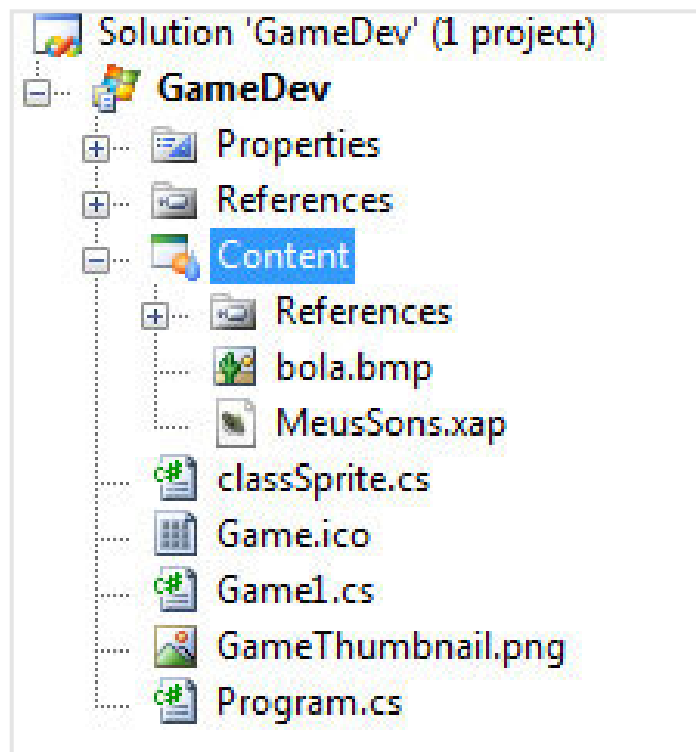 Solution 'GameDev' (1 project)
GameDev
Properties
References
Content
References
bola.bmp
MeusSons.xap
classSprite.cs
Game.ico
Game1.cs
GameThumbnail.png
Program.cs